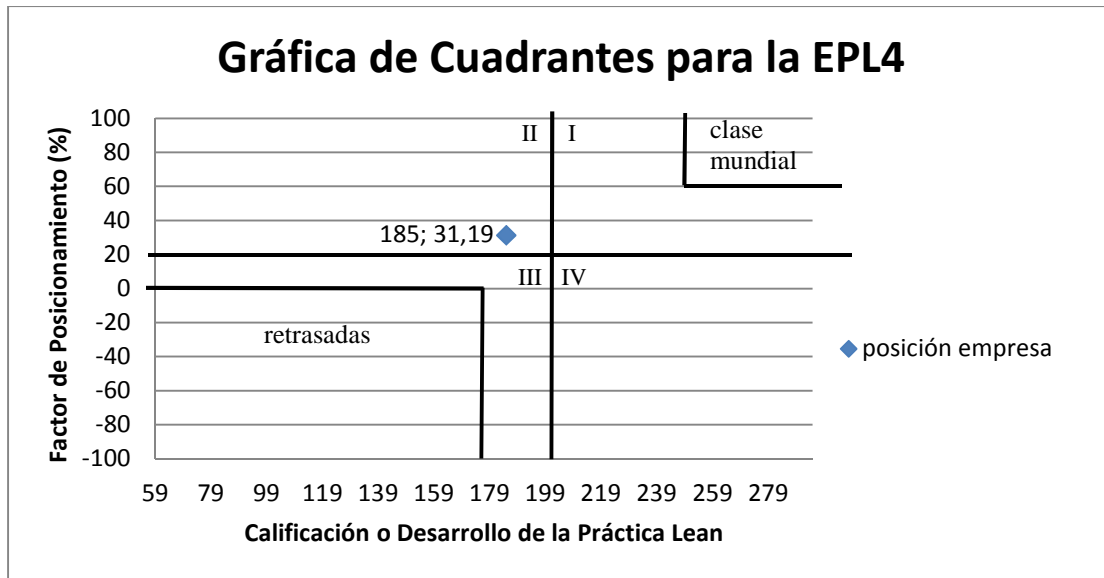 Gráfica de Cuadrantes para la EPL4
Factor de Posicionamiento (%)
100
80
60
40
20
0
-20
-40
-60
-80
-100
II I
clase
mundial
185; 31,19
III IV
retrasadas
posición empresa
59 79 99 119 139 159 179 199 219 239 259 279
Calificación o Desarrollo de la Práctica Lean